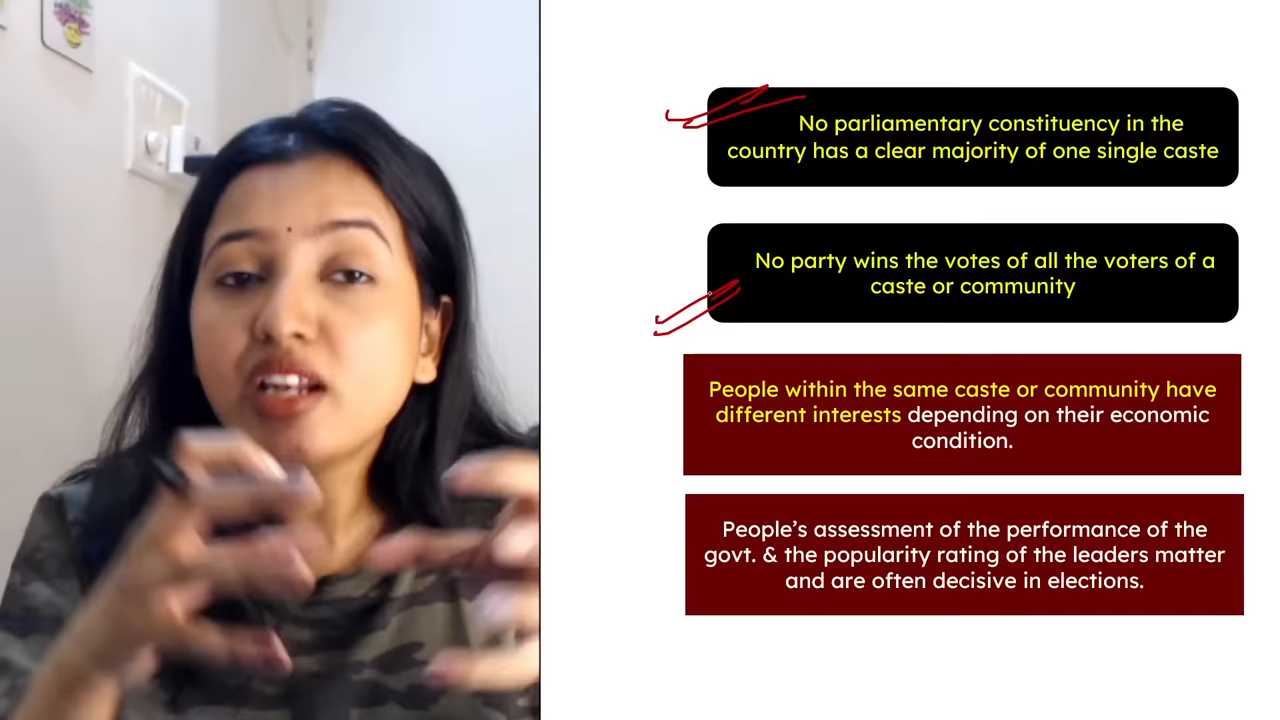 No parliamentary constituency in the
country has a clear majority of one single caste
No party wins the votes of all the voters of a
caste or community
People within the same caste or community have
different interests depending on their economic
condition.
People’s assessment of the performance of the
govt. & the popularity rating of the leaders matter
and are often decisive in elections.